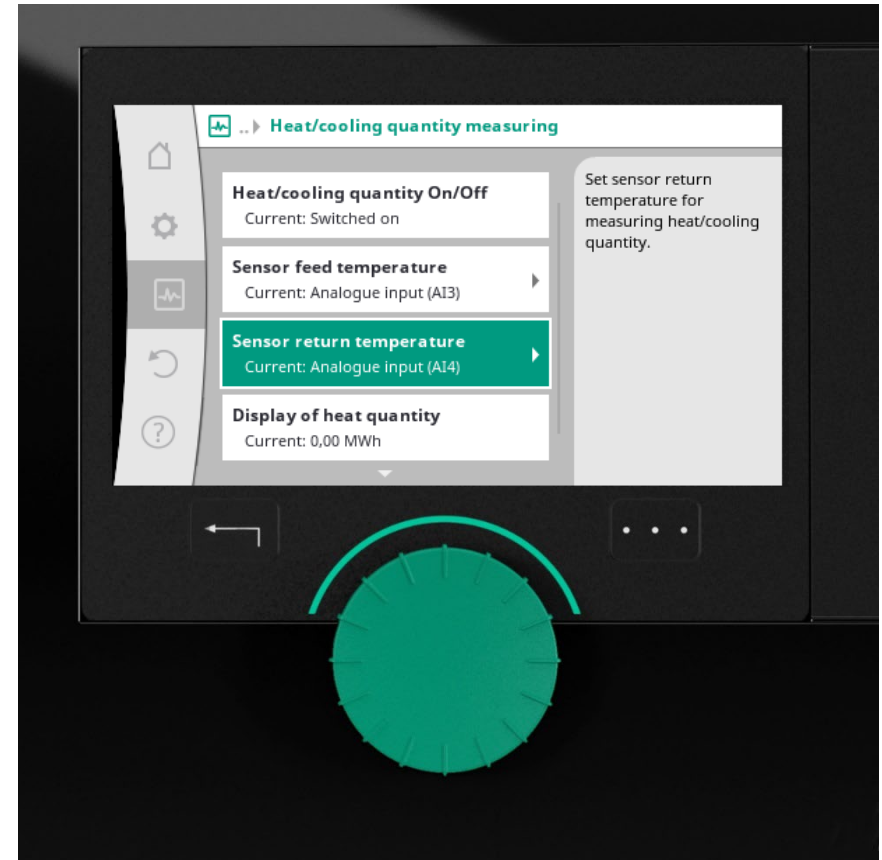 .. Heat/cooling quantity measuring
Heat/cooling quantity On/Off
Current: Switched on
Sensor feed temperature
Current: Analogue input (AI3)
Sensor return temperature
Current: Analogue input (AI4)
Display of heat quantity
Current: 0,00 MWh
Set sensor return
temperature for
measuring heat/cooling
quantity.
?